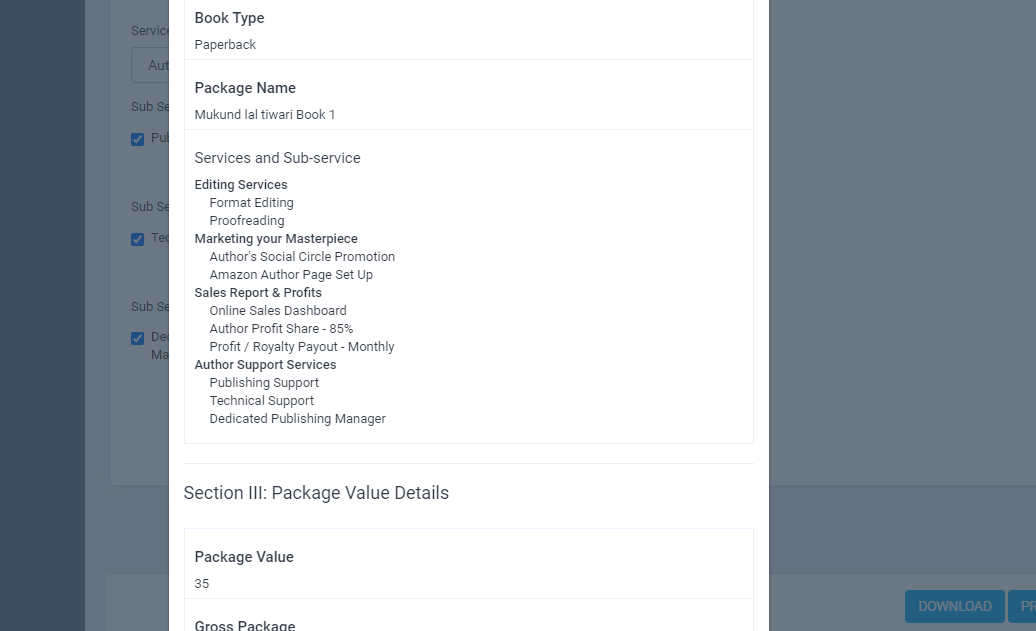 Book Type
Paperback
Package Name
Mukund lal tiwari Book 1
Services and Sub-service
Editing Services
Format Editing
Proofreading
Marketing your Masterpiece
Author's Social Circle Promotion
Amazon Author Page Set Up
Sales Report & Profits
Online Sales Dashboard
Author Profit Share - 85%
Profit / Royalty Payout - Monthly
Author Support Services
Publishing Support
Technical Support
Dedicated Publishing Manager
Section III: Package Value Details
Package Value
35
Gross Package
Service
Aut
Sub Se
Pub
Sub Se
Tec
Sub Se
Dec
Ma
DOWNLOAD
PR